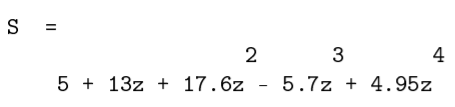 S =
2 3 4
5 + 13z + 17.6z - 5.7z + 4.95z